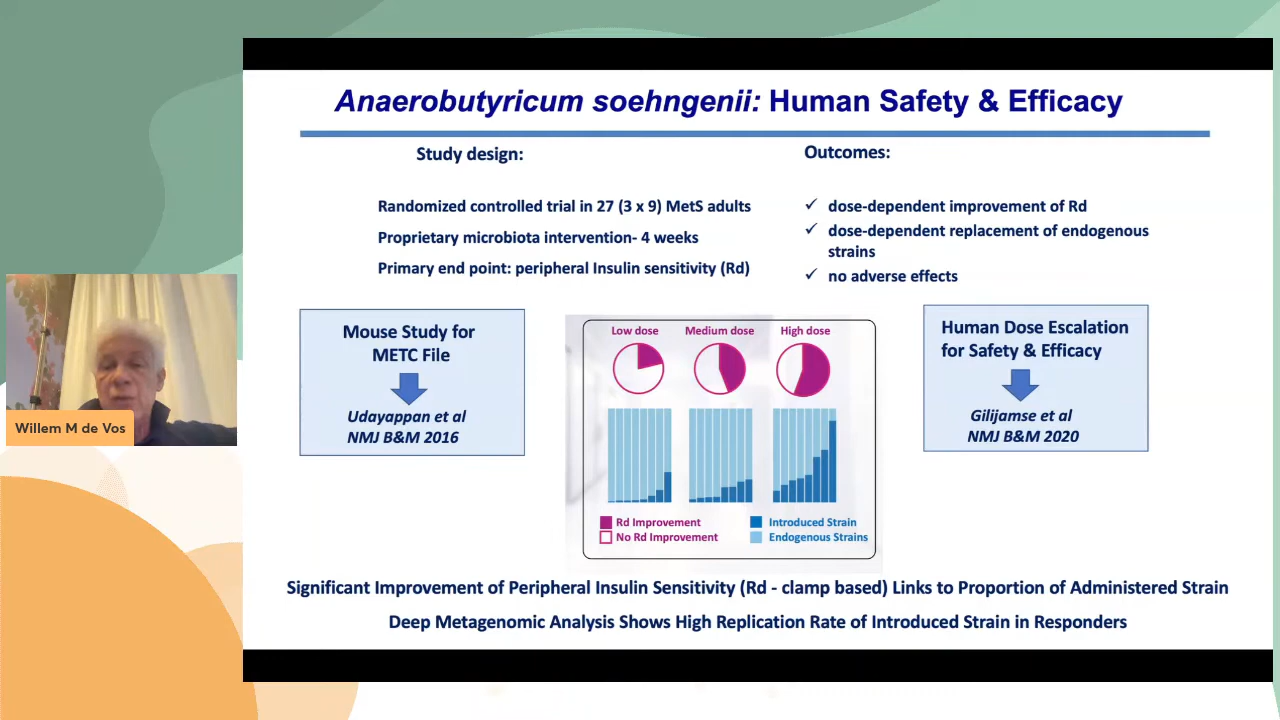 Anaerobutyricum soehngenii: Human Safety & Efficacy
Study design:
Randomized controlled trial in 27 (3 x 9) MetS adults
Proprietary microbiota intervention- 4 weeks
Primary end point: peripheral Insulin sensitivity (Rd)
Outcomes:
✓ dose-dependent improvement of Rd
✓ dose-dependent replacement of endogenous
strains
✓ no adverse effects
Mouse Study for
METC File
Udayappan et al
NMJ B&M 2016
Low dose Medium dose High dose
Rd Improvement
No Rd Improvement
Introduced Strain
Endogenous Strains
Human Dose Escalation
for Safety & Efficacy
Gilijamse et al
NMJ B&M 2020
Willem M de Vos
Significant Improvement of Peripheral Insulin Sensitivity (Rd - clamp based) Links to Proportion of Administered Strain
Deep Metagenomic Analysis Shows High Replication Rate of Introduced Strain in Responders